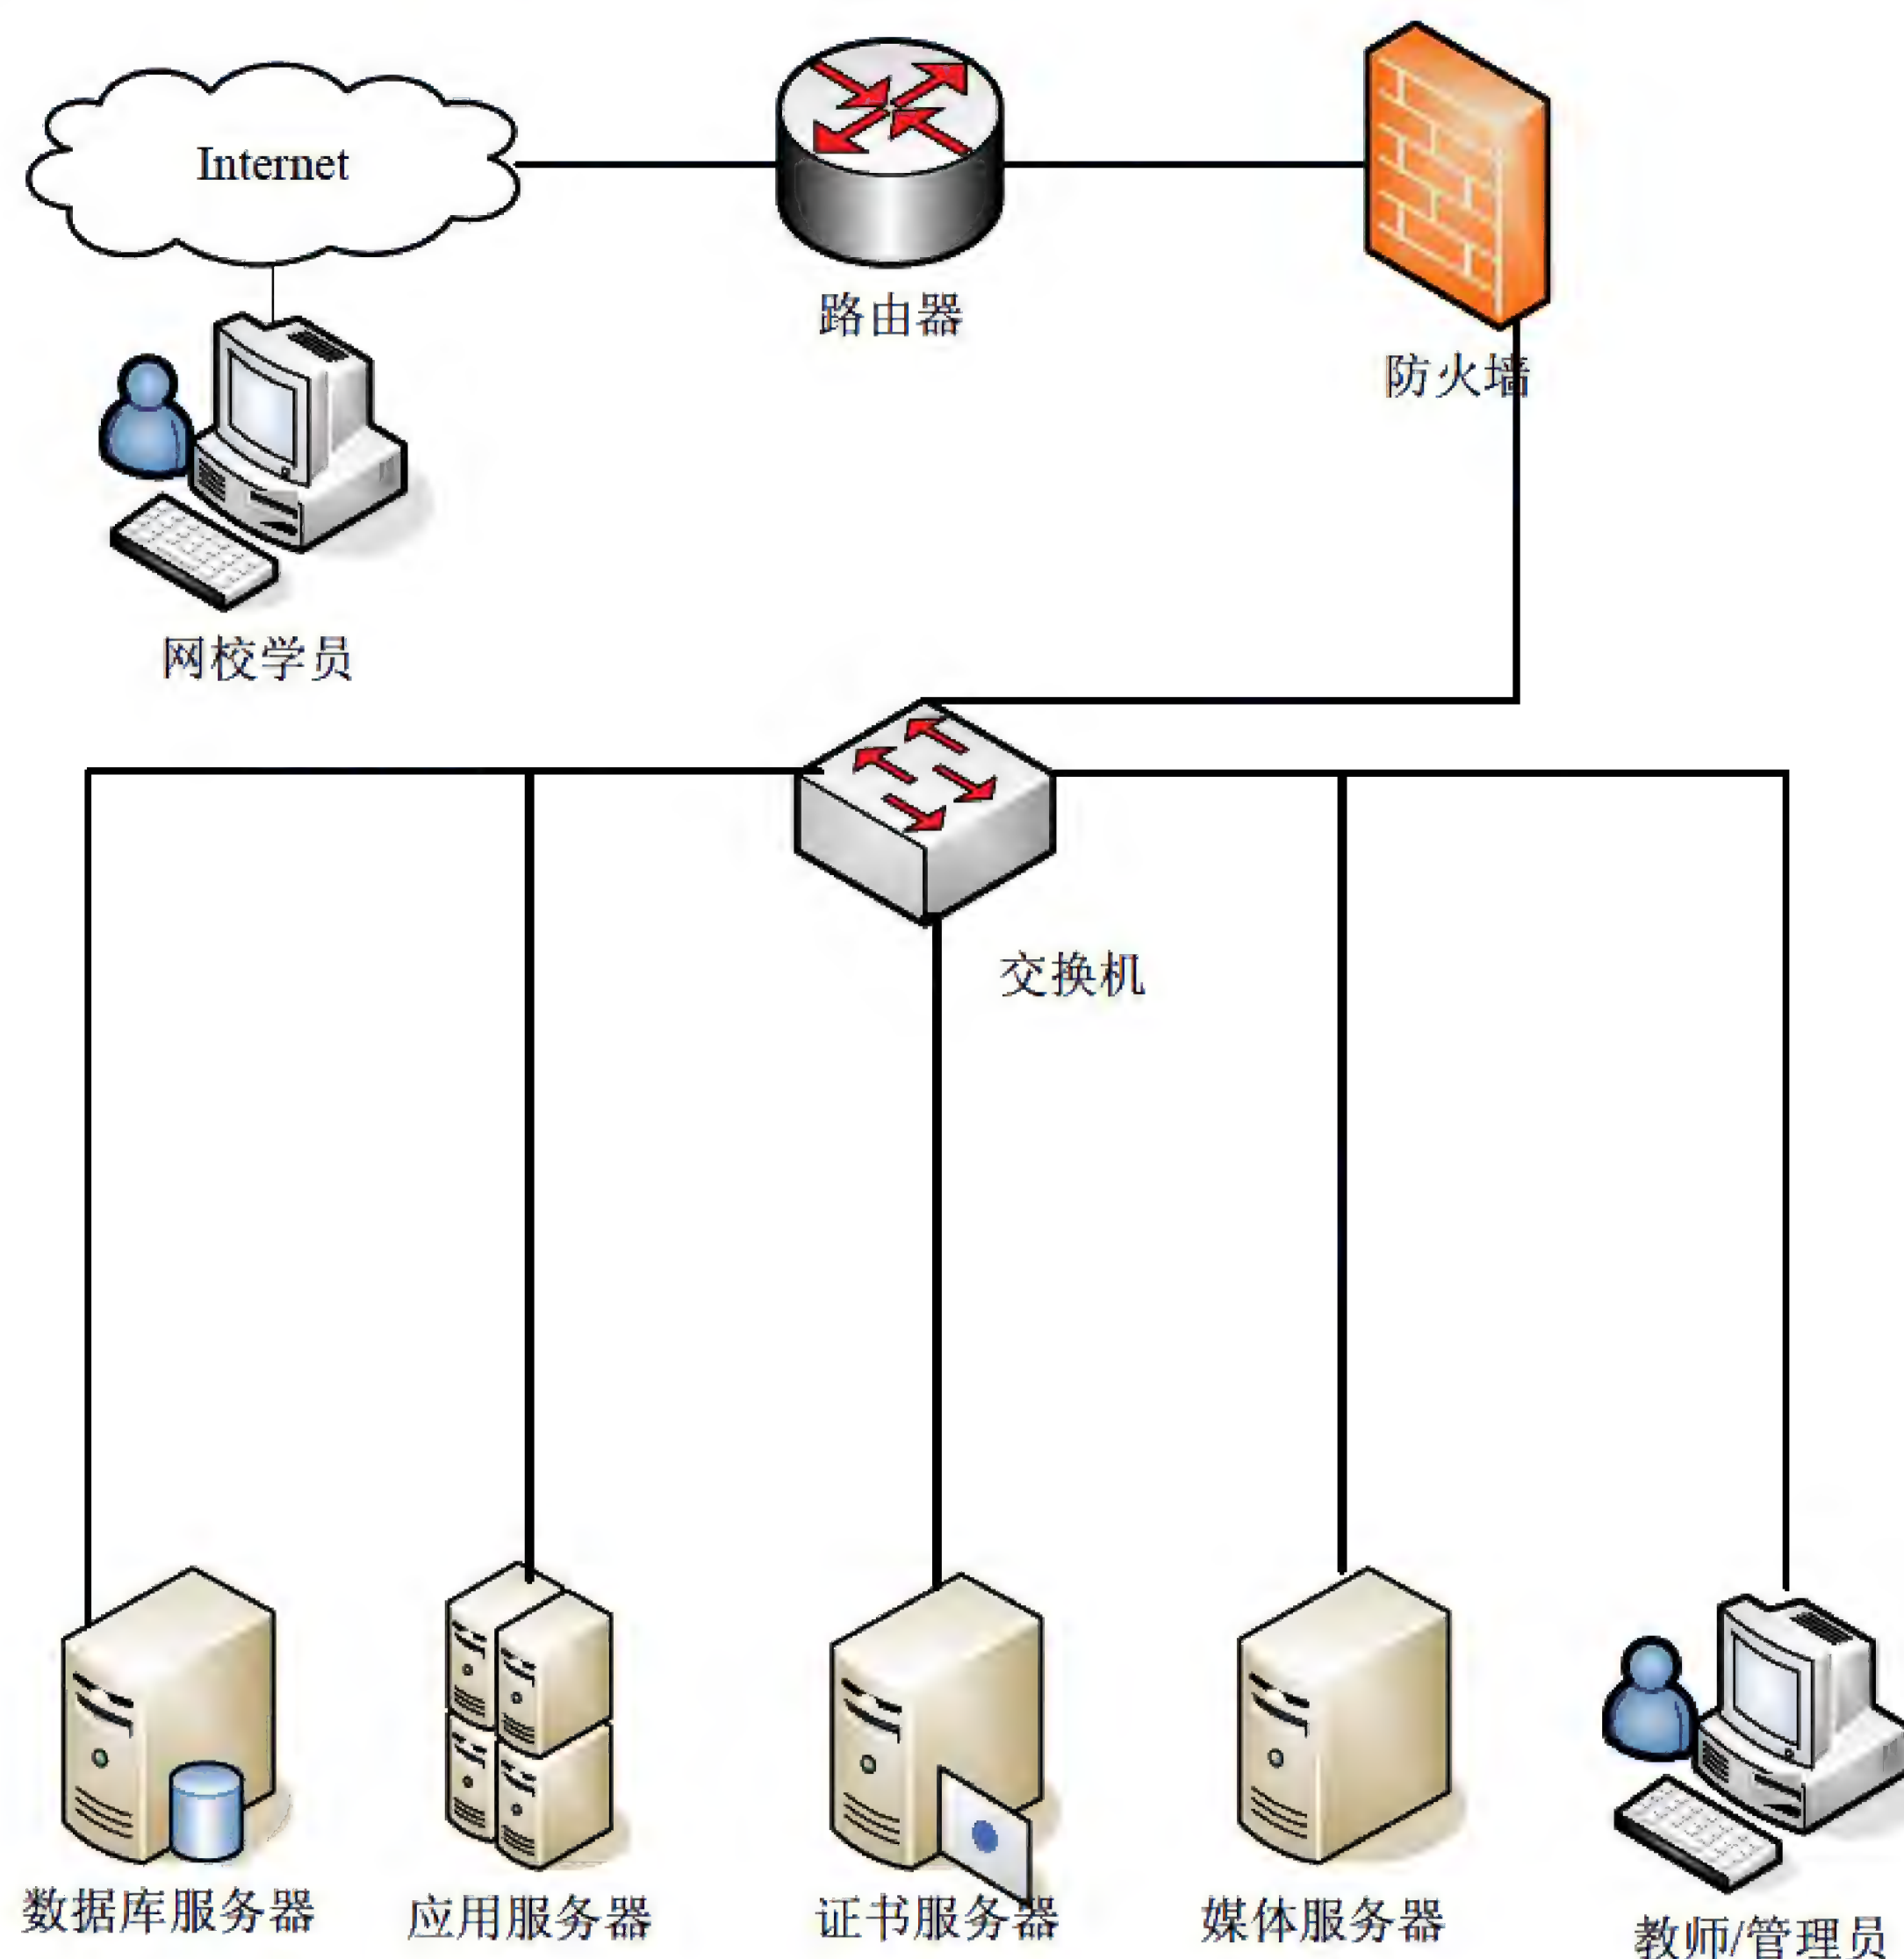 Internet
路由器
防火墙
网校学员
交换机
数据库服务器
应用服务器
证书服务器
媒体服务器
教师/管理员